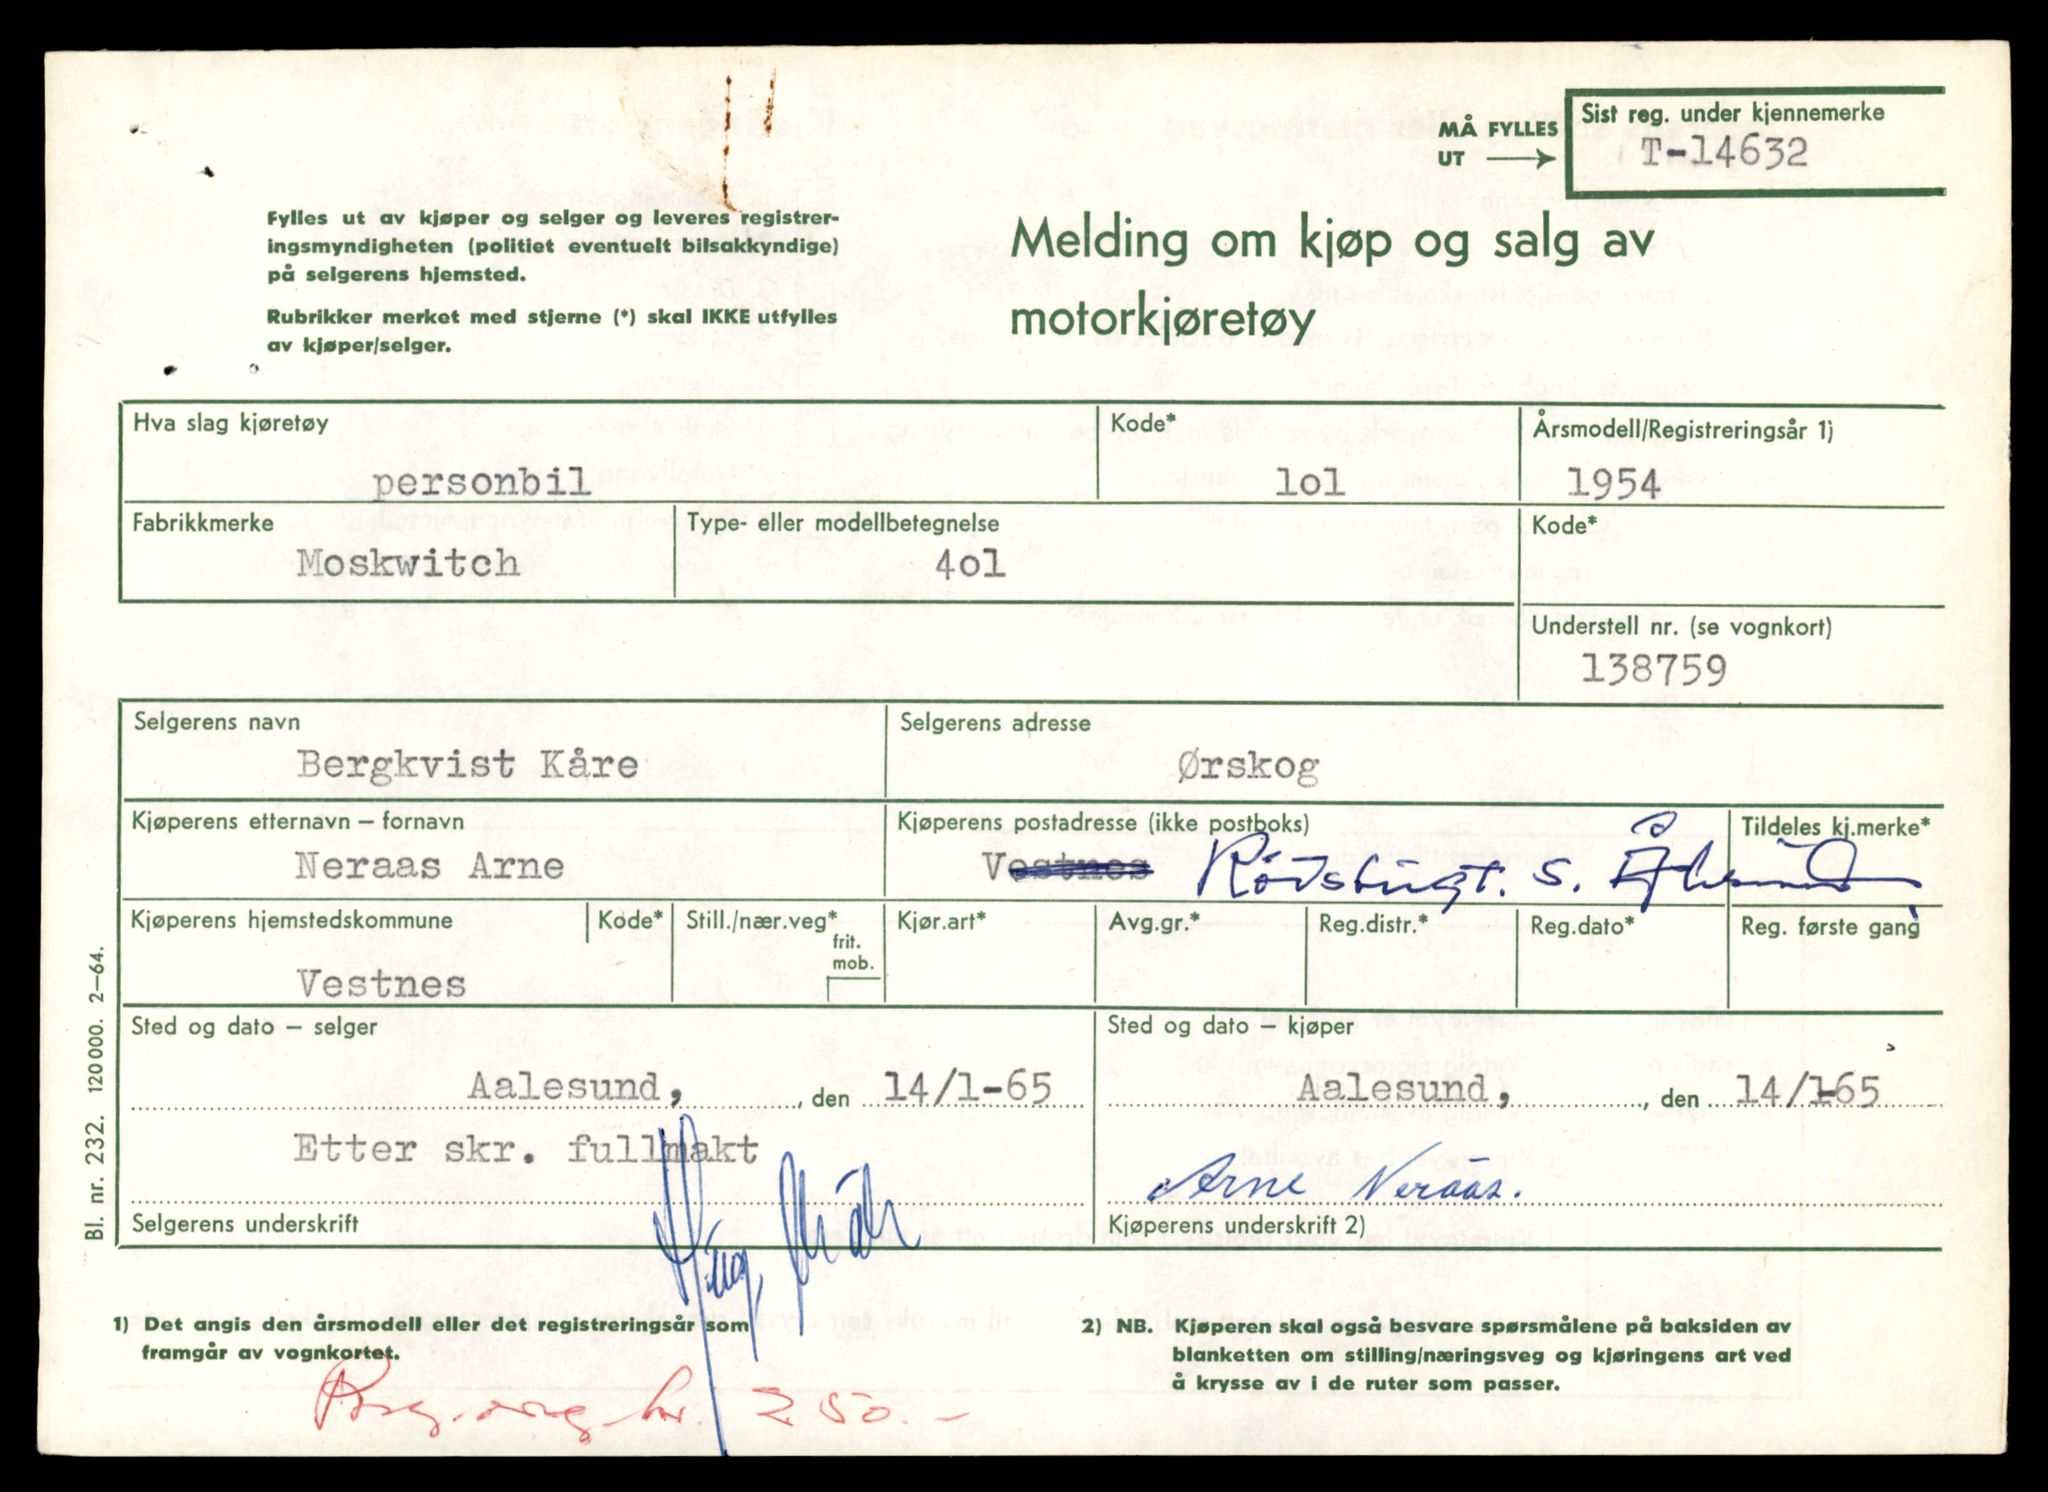 MÅ FYLLES
UT
Sist reg. under kjennemerke
T-14632
Fylles ut av kjøper og selger og leveres registrer-
ingsmyndigheten (politiet eventuelt bilsakkyndige)
på selgerens hjemsted.
Rubrikker merket med stjerne (*) skal IKKE utfylles
av kjøper/selger.
Melding om kjøp og salg av
motorkjøretøy
Hva slag kjøretøy
personbil
Kode*
lol
Årsmodell/Registreringsår 1)
1954
Fabrikkmerke
Moskwitch
Type- eller modellbetegnelse
4ol
Kode*
Understell nr. (se vognkort)
138759
Selgerens navn
Bergkvist Kåre
Selgerens adresse
Ørskog
Kjøperens etternavn – fornavn
Neraas Arne
Kjøperens postadresse (ikke postboks)
Vestnes
Tildeles kj.merke*
Kjøperens hjemstedskommune
Vestnes
Kode*
Still./nær.veg*
frit.
mob.
Kjør.art*
Avg.gr.*
Reg.distr.*
Reg.dato*
Reg. første gang
Sted og dato – selger
Aalesund, , den 14/1-65
Etter skr. fullmakt
Selgerens underskrift
Sted og dato – kjøper
Aalesund, , den 14/1-65
Arne Neraas.
Kjøperens underskrift 2)
Bl. nr. 232. 120 000. 2–64.
1) Det angis den årsmodell eller det registreringsår som
framgår av vognkortet.
2) NB. Kjøperen skal også besvare spørsmålene på baksiden av
blanketten om stilling/næringsveg og kjøringens art ved
å krysse av i de ruter som passer.
kr. 250.-